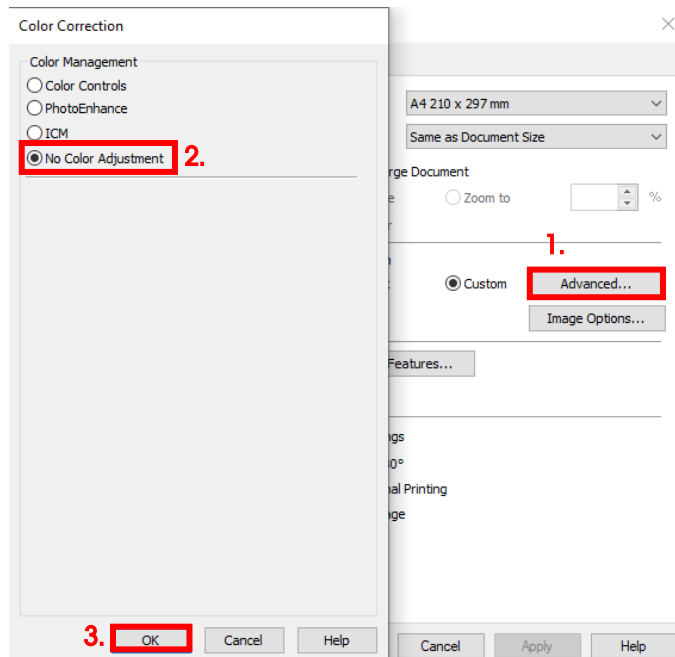 Color Correction
Color Management
Color Controls
PhotoEnhance
ICM
No Color Adjustment
2.
3.
OK
Cancel
Help
A4 210 x 297 mm
Same as Document Size
rge Document
e
Zoom to
%
r
1.
n
t
Custom
Advanced...
Image Options...
Features...
ngs
80°
nal Printing
age
Cancel
Apply
Help